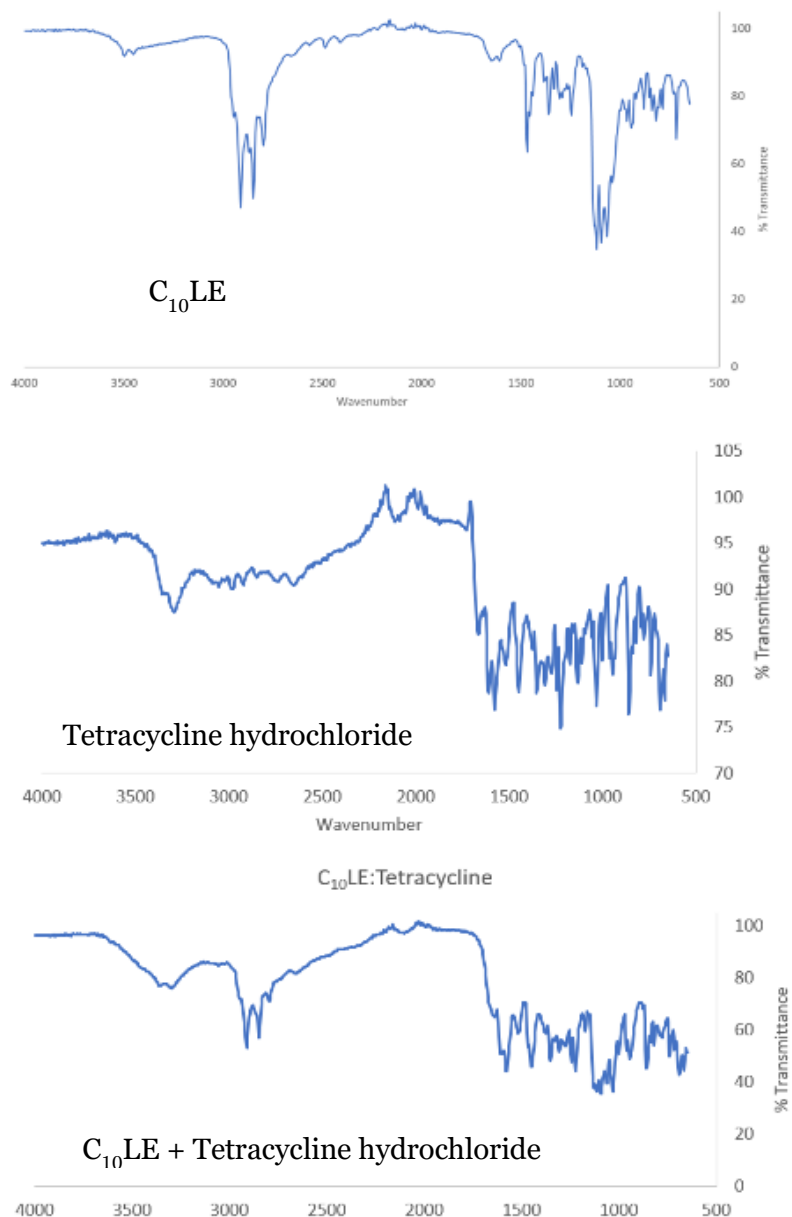 100
80
60
40
20
0
% Transmittance
C₁₀LE
4000 3500 3000 2500 2000 1500 1000 500
Wavenumber
105
100
95
90
85
80
75
70
% Transmittance
Tetracycline hydrochloride
4000 3500 3000 2500 2000 1500 1000 500
Wavenumber
C₁₀LE:Tetracycline
100
80
60
40
20
0
% Transmittance
C₁₀LE + Tetracycline hydrochloride
4000 3500 3000 2500 2000 1500 1000 500